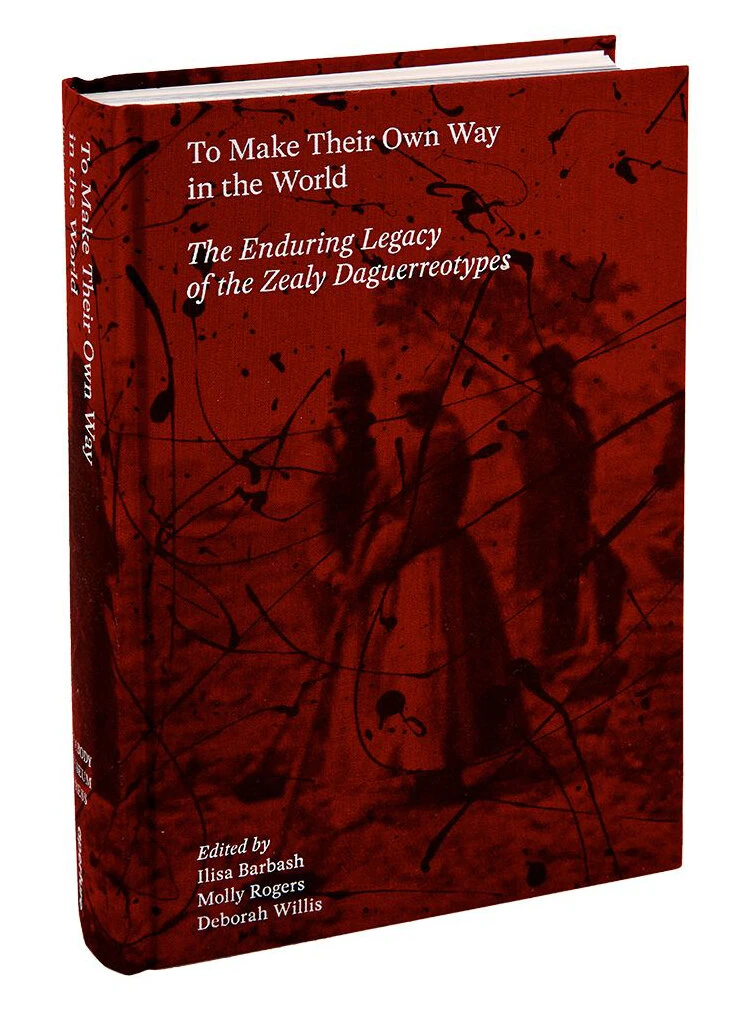 To Make Their Own Way
in the World
The Enduring Legacy
of the Zealy Daguerreotypes
Edited by
Ilisa Barbash
Molly Rogers
Deborah Willis
To Make Their Own Way
in the World